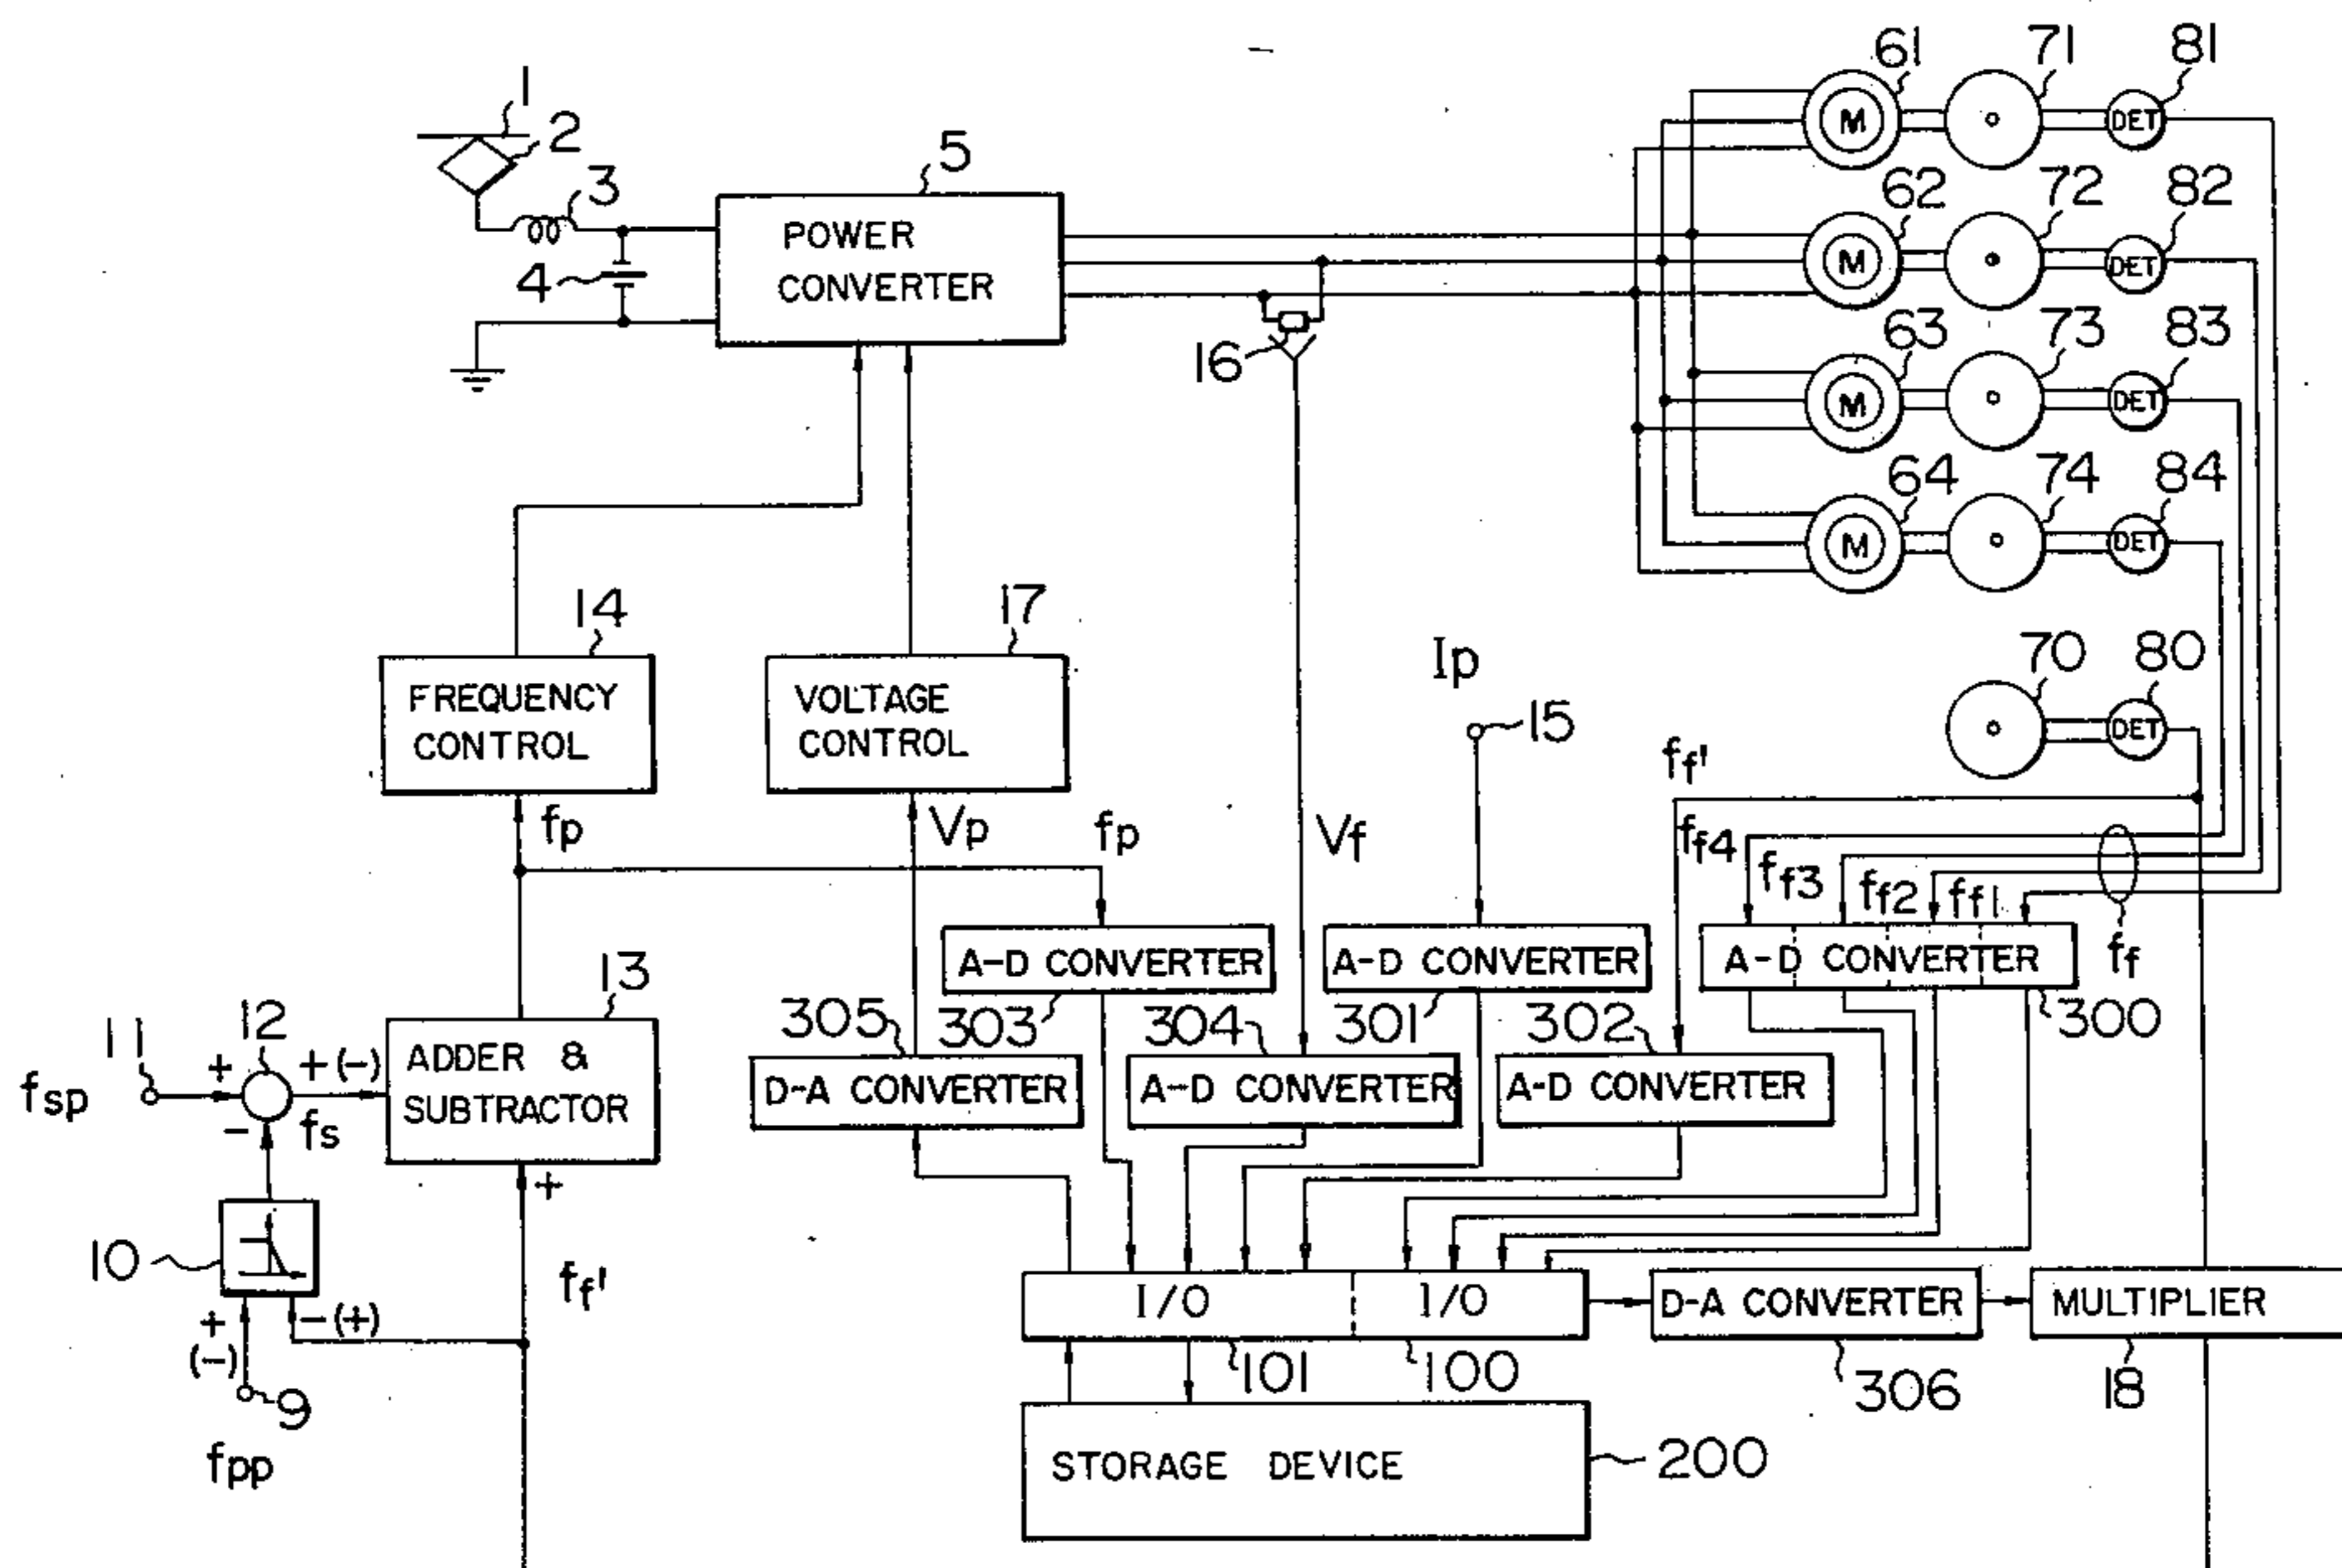 1
2
3
4
5
POWER
CONVERTER
16
61
71
81
M
DET
62
72
82
M
DET
63
73
83
M
DET
64
74
84
M
DET
70
80
DET
14
FREQUENCY
CONTROL
17
VOLTAGE
CONTROL
Ip
15
fp
Vp
fp
Vf
ff'
ff4
ff3
ff2
ff1
ff
A-D CONVERTER
303
A-D CONVERTER
301
A-D CONVERTER
300
305
D-A CONVERTER
304
A-D CONVERTER
302
A-D CONVERTER
13
ADDER &
SUBTRACTOR
11
12
+
+(-)
fsp
-
fs
+
10
ff'
+
(-)
-(+)
9
fpp
I/O
I/O
101
100
D-A CONVERTER
306
MULTIPLIER
18
STORAGE DEVICE
200